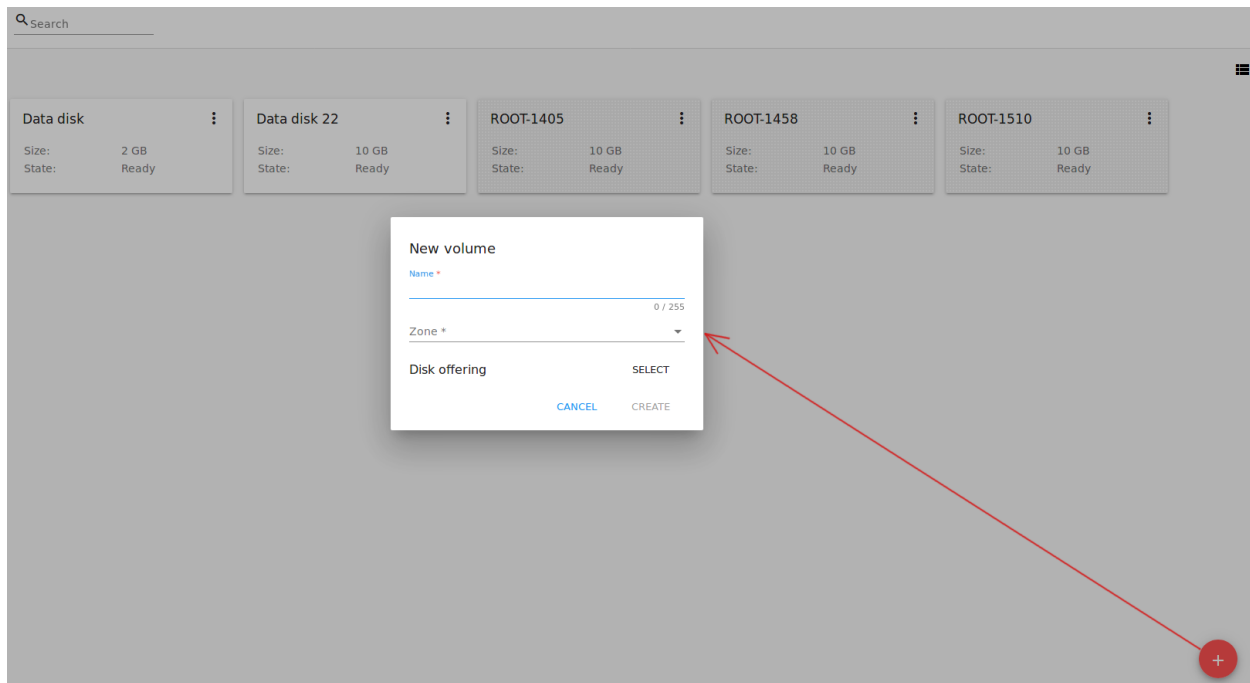 Search
Data disk
Size: 2 GB
State: Ready
Data disk 22
Size: 10 GB
State: Ready
ROOT-1405
Size: 10 GB
State: Ready
ROOT-1458
Size: 10 GB
State: Ready
ROOT-1510
Size: 10 GB
State: Ready
New volume
Name *
0 / 255
Zone *
Disk offering SELECT
CANCEL CREATE
+